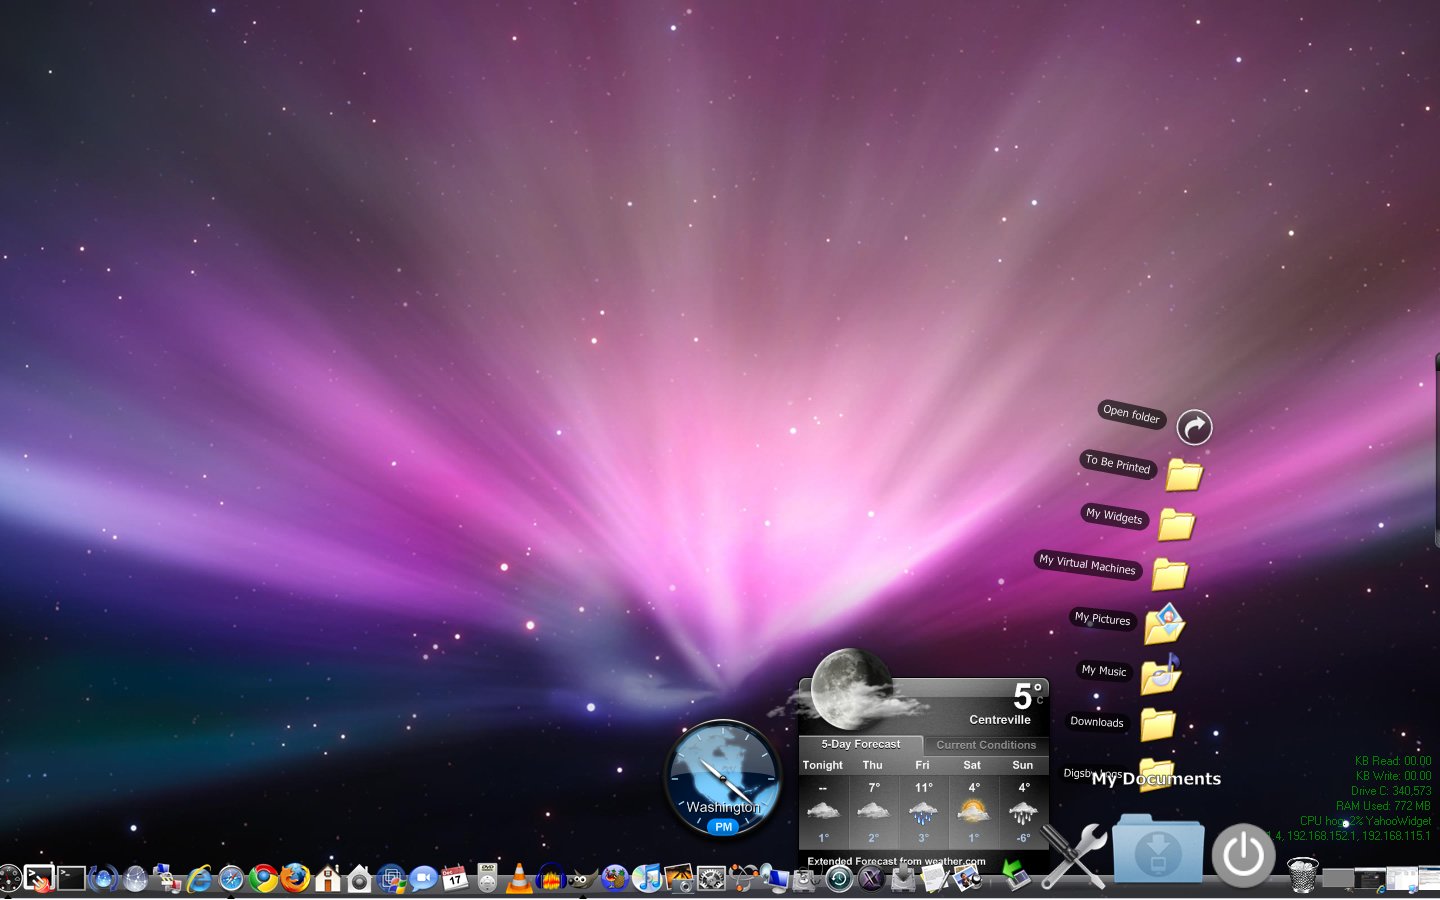 Open folder
To Be Printed
My Widgets
My Virtual Machines
My Pictures
My Music
Downloads
Digsby Logs
My Documents
5°
C
Centreville
5-Day Forecast Current Conditions
Tonight Thu Fri Sat Sun
-- 7° 11° 4° 4°
1° 2° 3° 1° -6°
Extended Forecast from weather.com
Washington
PM
KB Read: 00.00
KB Write: 00.00
Drive C: 340,573
RAM Used: 772 MB
CPU hog: 2% YahooWidget
1.4, 192.168.152.1, 192.168.115.1
17